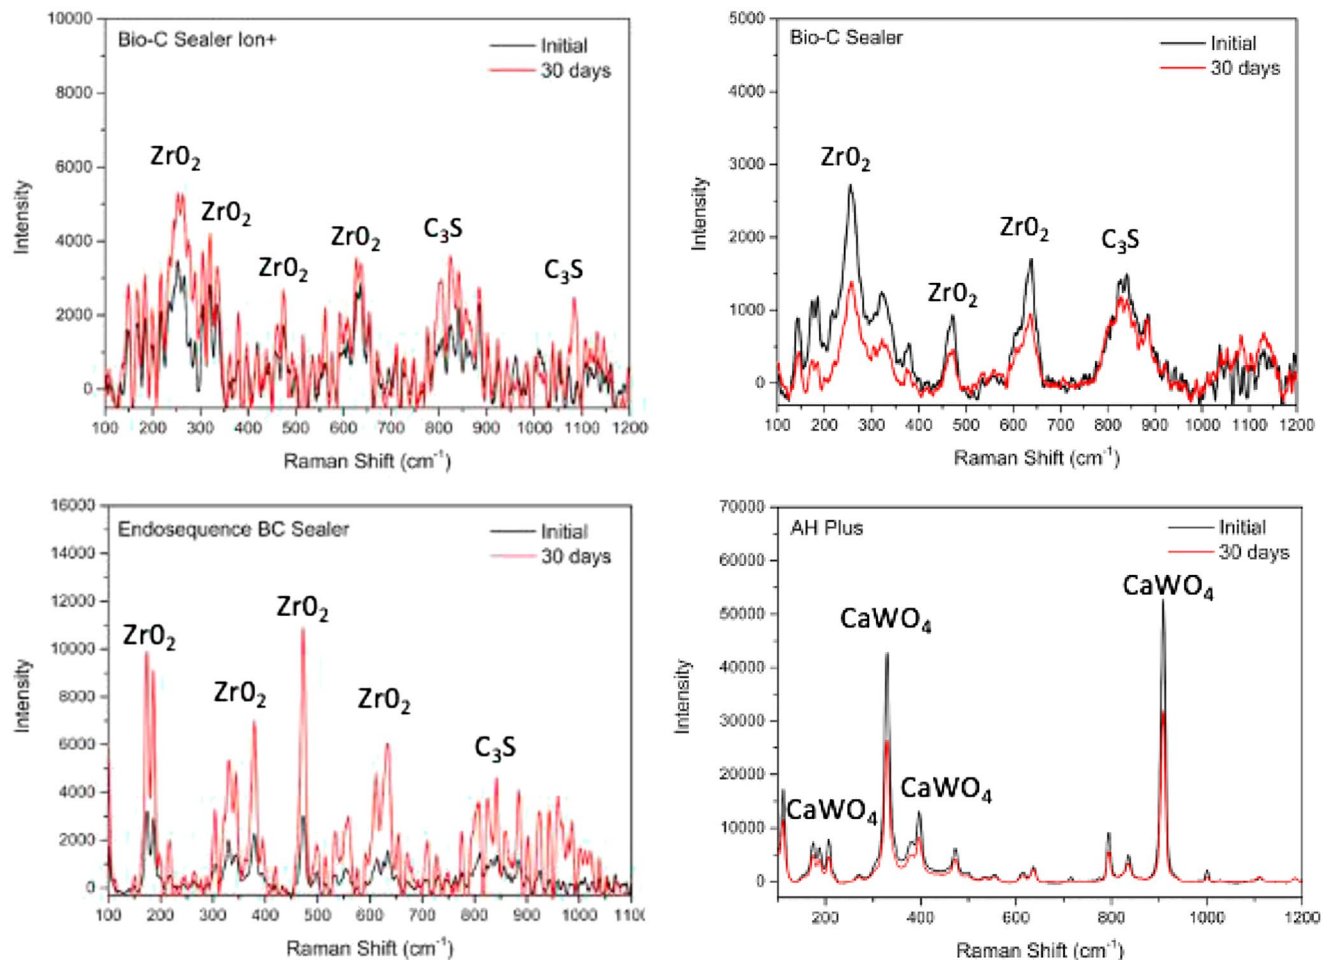 Bio-C Sealer Ion+
Initial
30 days
ZrO₂
ZrO₂
ZrO₂
ZrO₂
C₃S
C₃S
Intensity
10000
8000
6000
4000
2000
0
100 200 300 400 500 600 700 800 900 1000 1100 1200
Raman Shift (cm⁻¹)
Bio-C Sealer
Initial
30 days
ZrO₂
ZrO₂
ZrO₂
C₃S
Intensity
5000
4000
3000
2000
1000
0
100 200 300 400 500 600 700 800 900 1000 1100 1200
Raman Shift (cm⁻¹)
Endosequence BC Sealer
Initial
30 days
ZrO₂
ZrO₂
ZrO₂
ZrO₂
C₃S
Intensity
16000
14000
12000
10000
8000
6000
4000
2000
0
100 200 300 400 500 600 700 800 900 1000 1100
Raman Shift (cm⁻¹)
AH Plus
Initial
30 days
CaWO₄
CaWO₄
CaWO₄
CaWO₄
Intensity
70000
60000
50000
40000
30000
20000
10000
0
200 400 600 800 1000 1200
Raman Shift (cm⁻¹)